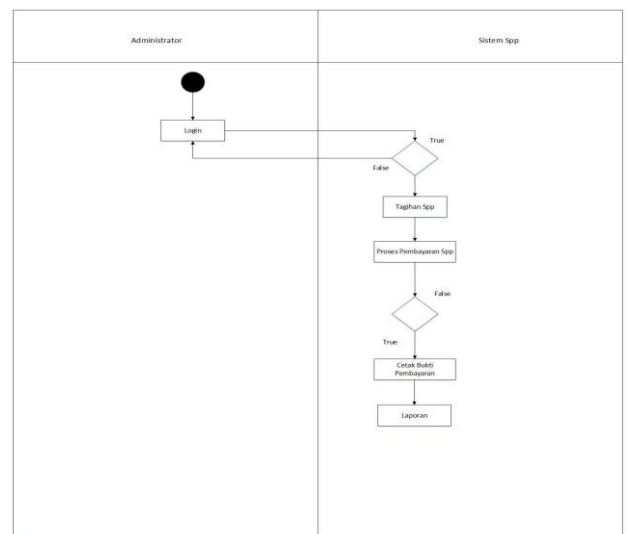 Administrator
Sistem Spp
Login
True
False
Tagihan Spp
Proses Pembayaran Spp
False
True
Cetak Bukti
Pembayaran
Laporan